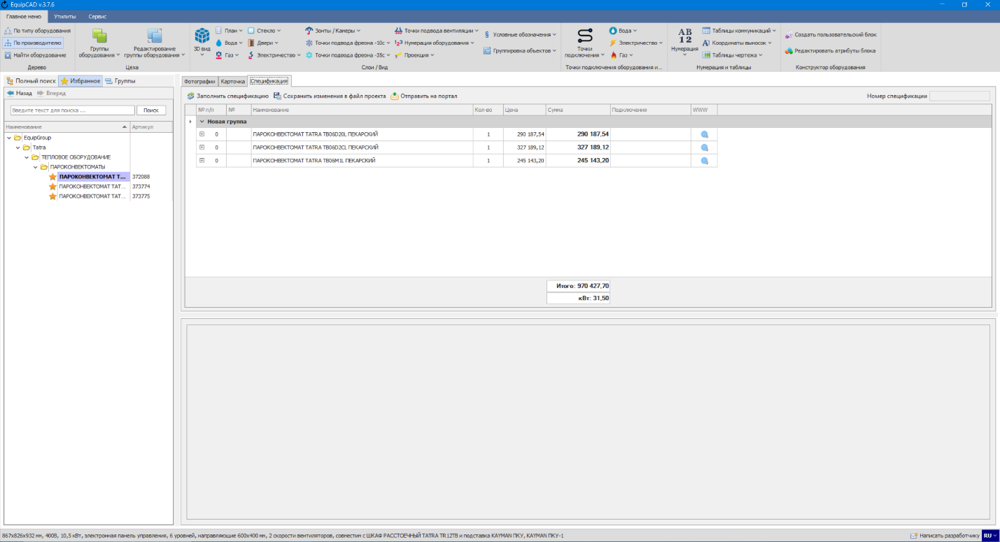 EquipCAD v.3.7.6
Главное меню Утилиты Сервис
По типу оборудования
По производителю
Найти оборудование
Дерево
Группы оборудования
Редактирование группы оборудования
Цеха
3D вид
План Стекло Зонты / Камеры Точки подвода вентиляции
Вода Двери Точки подвода фреона -10с Нумерация оборудования
Газ Электричество Точки подвода фреона -35с Проекция
Условные обозначения
Группировка объектов
Слои / Вид
Точки подключения
Вода
Электричество
Газ
Точки подключения оборудования и...
AB
12
Нумерация
Таблицы коммуникаций
Координаты выносок
Таблицы чертежа
Нумерация и таблицы
Создать пользовательский блок
Редактировать атрибуты блока
Конструктор оборудования
Полный поиск Избранное Группы
Назад Вперед
Введите текст для поиска ... Поиск
Наименование Артикул
EquipGroup
Tatra
ТЕПЛОВОЕ ОБОРУДОВАНИЕ
ПАРОКОНВЕКТОМАТЫ
ПАРОКОНВЕКТОМАТ Т... 372088
ПАРОКОНВЕКТОМАТ ТАТ... 373774
ПАРОКОНВЕКТОМАТ ТАТ... 373775
Фотографии Карточка Спецификация
Заполнить спецификацию Сохранить изменения в файл проекта Отправить на портал Номер спецификации
№ п/п № Наименование Кол-во Цена Сумма Подключения WWW
Новая группа
0 ПАРОКОНВЕКТОМАТ TATRA TB06D20L ПЕКАРСКИЙ 1 290 187,54 290 187,54
0 ПАРОКОНВЕКТОМАТ TATRA TB06D2CL ПЕКАРСКИЙ 1 327 189,12 327 189,12
0 ПАРОКОНВЕКТОМАТ TATRA TB06M1L ПЕКАРСКИЙ 1 245 143,20 245 143,20
Итого: 970 427,70
кВт: 31,50
867х826х932 мм, 400В, 10,5 кВт, электронная панель управления, 6 уровней, направляющие 600х400 мм, 2 скорости вентиляторов, совместим с ШКАФ РАССТОЕЧНЫЙ TATRA TR12TB и подставка KAYMAN ПКУ, KAYMAN ПКУ-1
Написать разработчику RU